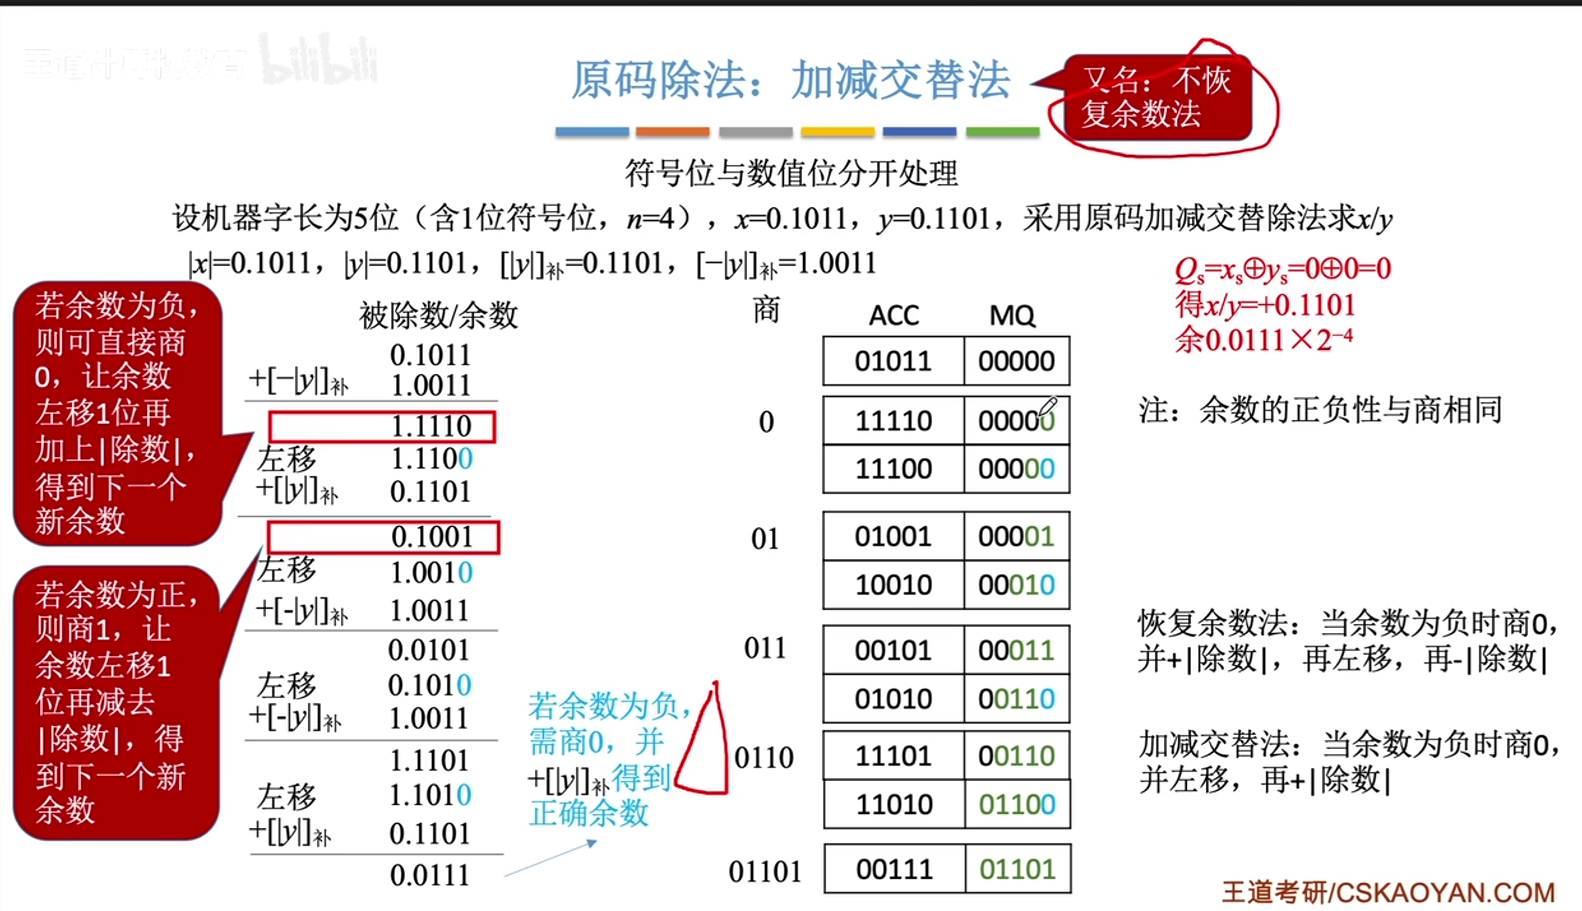 bilibili
原码除法：加减交替法
又名：不恢
复余数法
符号位与数值位分开处理
设机器字长为5位（含1位符号位，n=4），x=0.1011，y=0.1101，采用原码加减交替除法求x/y
|x|=0.1011，|y|=0.1101，[|y|]补=0.1101，[−|y|]补=1.0011
Qs=xs⊕ys=0⊕0=0
得x/y=+0.1101
余0.0111×2⁻⁴
若余数为负，
则可直接商
0，让余数
左移1位再
加上|除数|，
得到下一个
新余数
若余数为正，
则商1，让
余数左移1
位再减去
|除数|，得
到下一个新
余数
被除数/余数
0.1011
+[−|y|]补 1.0011
1.1110
左移 1.1100
+[|y|]补 0.1101
0.1001
左移 1.0010
+[-|y|]补 1.0011
0.0101
左移 0.1010
+[-|y|]补 1.0011
1.1101
左移 1.1010
+[|y|]补 0.1101
0.0111
若余数为负，
需商0，并
+[|y|]补得到
正确余数
商 ACC MQ
01011 00000
0 11110 00000
11100 00000
01 01001 00001
10010 00010
011 00101 00011
01010 00110
0110 11101 00110
11010 01100
01101 00111 01101
注：余数的正负性与商相同
恢复余数法：当余数为负时商0，
并+|除数|，再左移，再-|除数|
加减交替法：当余数为负时商0，
并左移，再+|除数|
王道考研/CSKAOYAN.COM